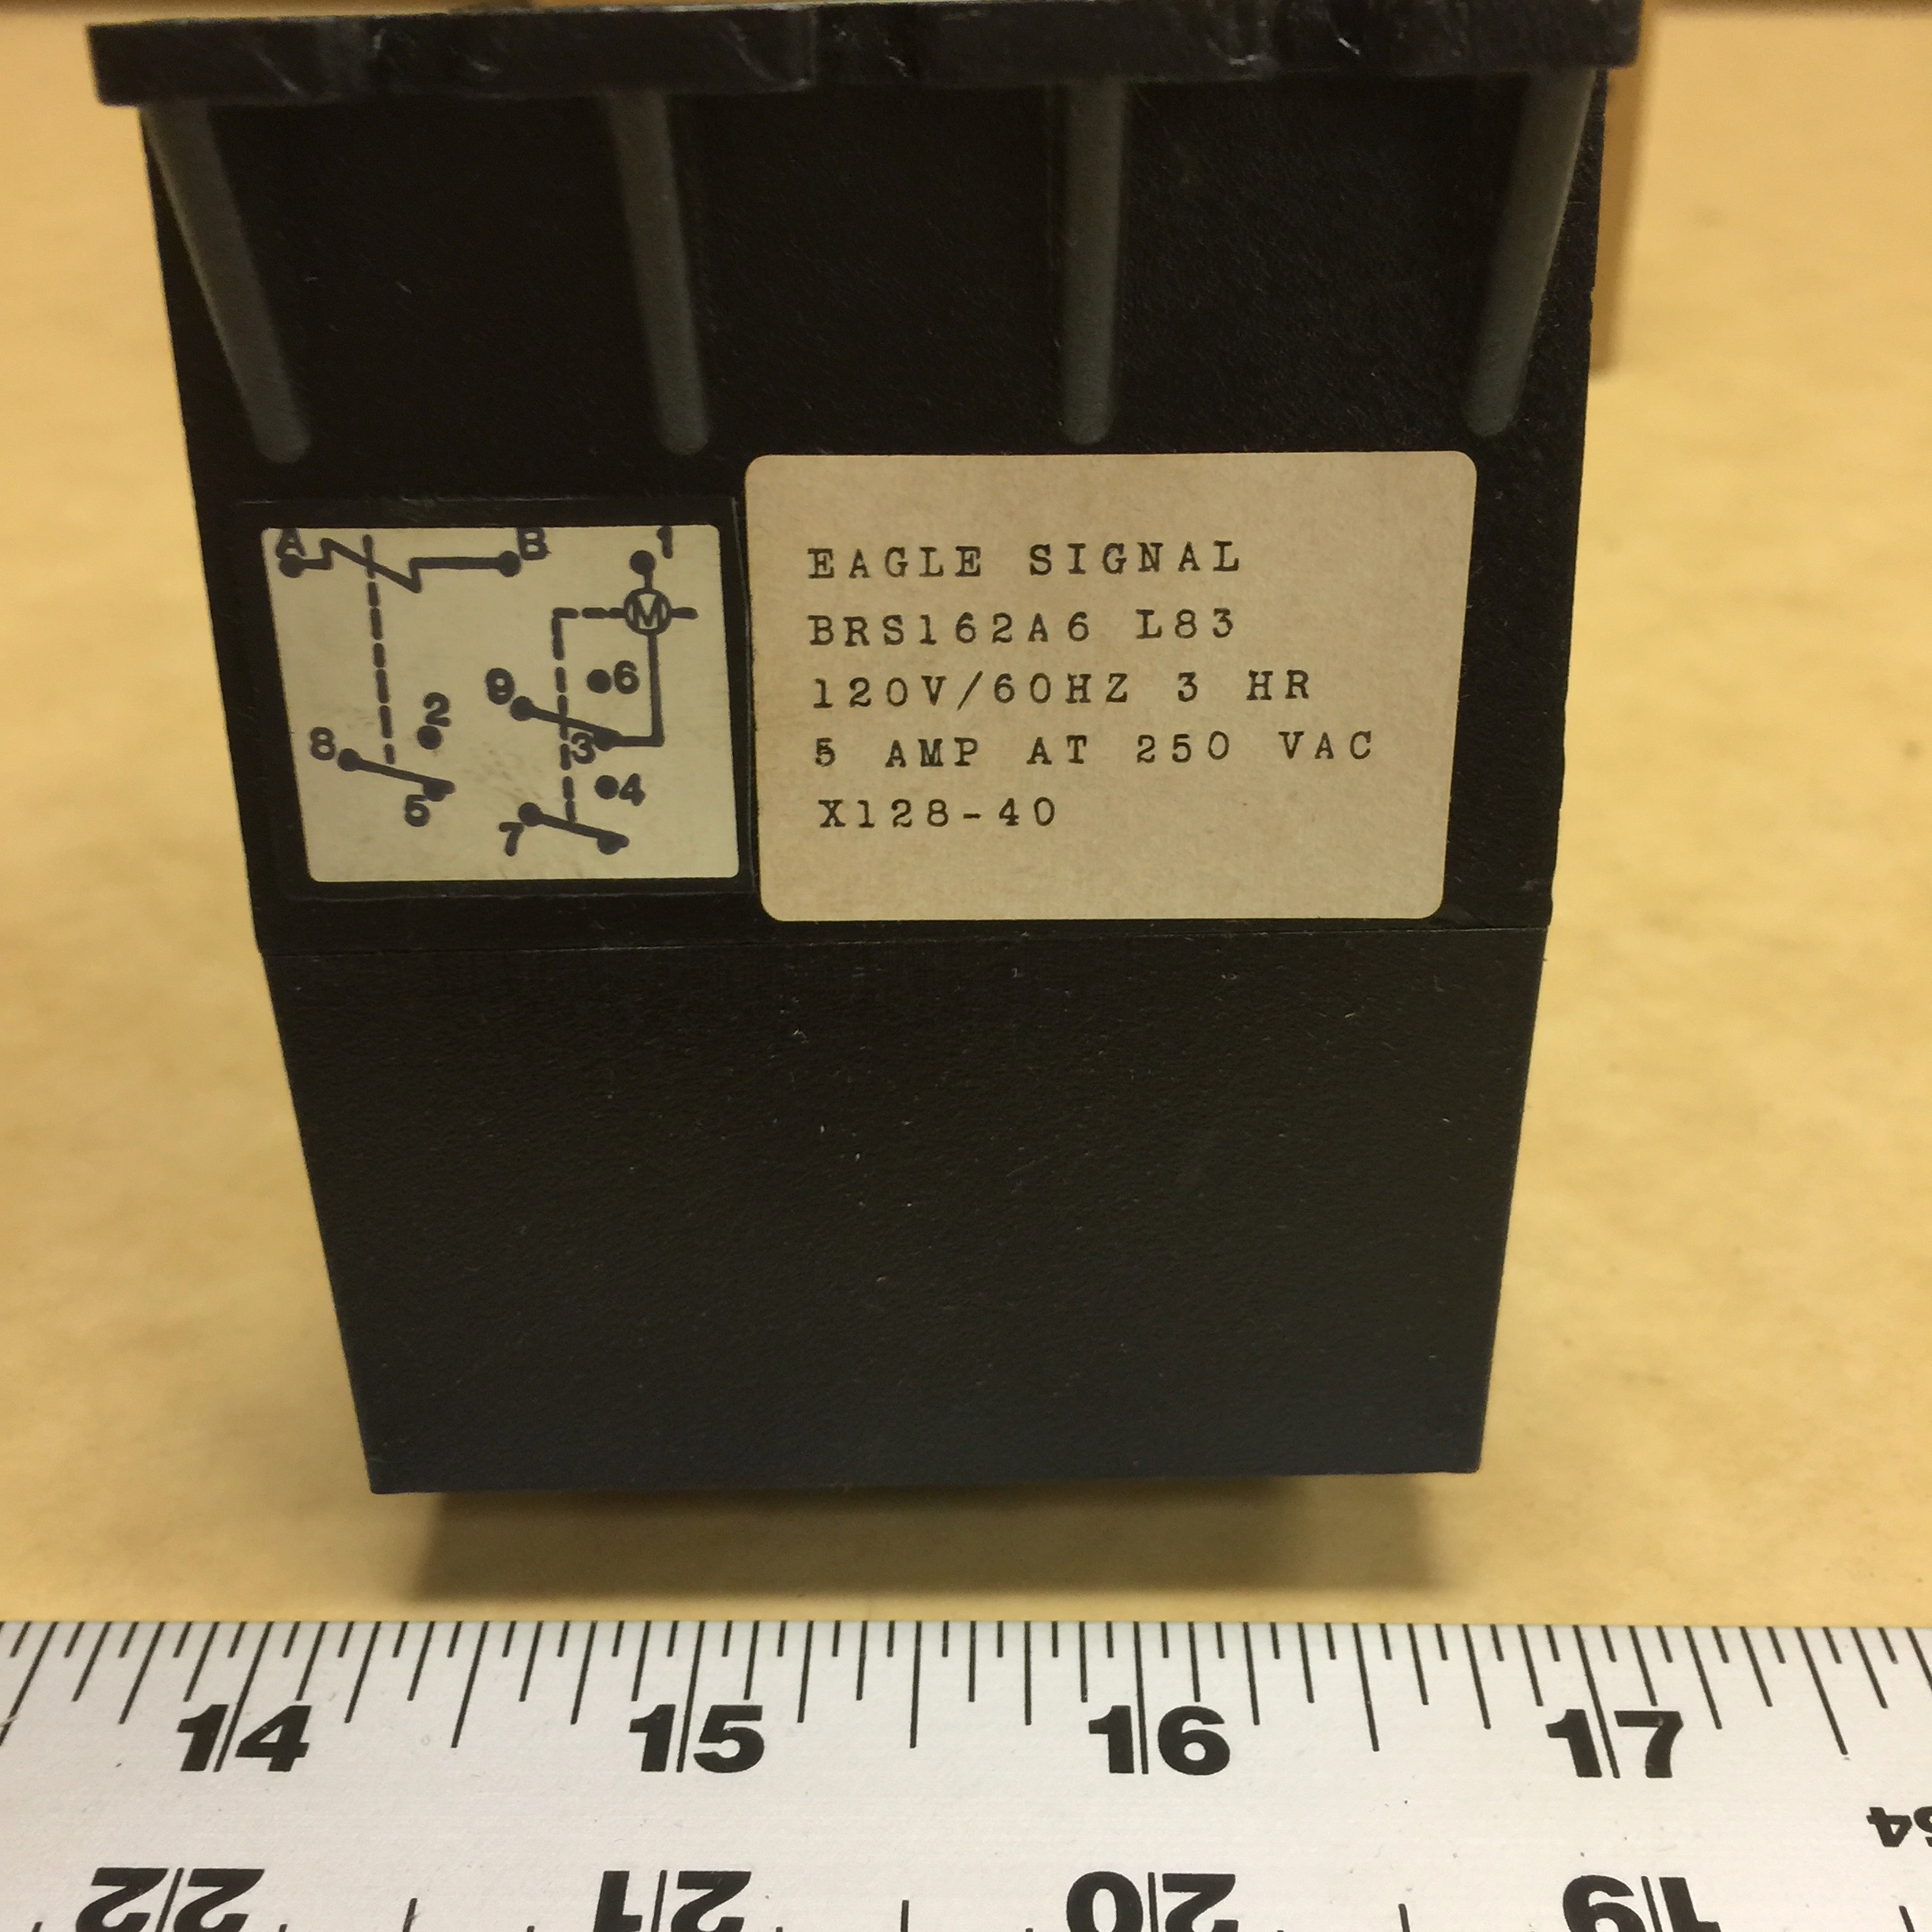 A B 1
M
9 6
2
8 3
4
5
7
EAGLE SIGNAL
BRS162A6 L83
120V/60HZ 3 HR
5 AMP AT 250 VAC
X128-40
14 15 16 17
22 21 20 19